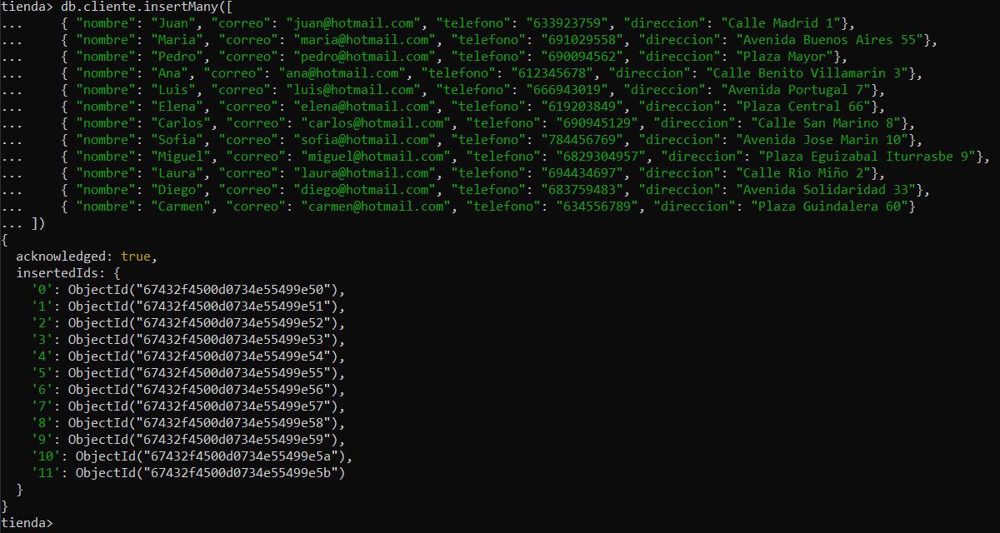 tienda> db.cliente.insertMany([
...     { "nombre": "Juan", "correo": "juan@hotmail.com", "telefono": "633923759", "direccion": "Calle Madrid 1"},
...     { "nombre": "Maria", "correo": "maria@hotmail.com", "telefono": "691029558", "direccion": "Avenida Buenos Aires 55"},
...     { "nombre": "Pedro", "correo": "pedro@hotmail.com", "telefono": "690094562", "direccion": "Plaza Mayor"},
...     { "nombre": "Ana", "correo": "ana@hotmail.com", "telefono": "612345678", "direccion": "Calle Benito Villamarin 3"},
...     { "nombre": "Luis", "correo": "luis@hotmail.com", "telefono": "666943019", "direccion": "Avenida Portugal 7"},
...     { "nombre": "Elena", "correo": "elena@hotmail.com", "telefono": "619203849", "direccion": "Plaza Central 66"},
...     { "nombre": "Carlos", "correo": "carlos@hotmail.com", "telefono": "690945129", "direccion": "Calle San Marino 8"},
...     { "nombre": "Sofia", "correo": "sofia@hotmail.com", "telefono": "784456769", "direccion": "Avenida Jose Marin 10"},
...     { "nombre": "Miguel", "correo": "miguel@hotmail.com", "telefono": "6829304957", "direccion": "Plaza Eguizabal Iturrasbe 9"},
...     { "nombre": "Laura", "correo": "laura@hotmail.com", "telefono": "694434697", "direccion": "Calle Rio Miño 2"},
...     { "nombre": "Diego", "correo": "diego@hotmail.com", "telefono": "683759483", "direccion": "Avenida Solidaridad 33"},
...     { "nombre": "Carmen", "correo": "carmen@hotmail.com", "telefono": "634556789", "direccion": "Plaza Guindalera 60"}
... ])
{
  acknowledged: true,
  insertedIds: {
    '0': ObjectId("67432f4500d0734e55499e50"),
    '1': ObjectId("67432f4500d0734e55499e51"),
    '2': ObjectId("67432f4500d0734e55499e52"),
    '3': ObjectId("67432f4500d0734e55499e53"),
    '4': ObjectId("67432f4500d0734e55499e54"),
    '5': ObjectId("67432f4500d0734e55499e55"),
    '6': ObjectId("67432f4500d0734e55499e56"),
    '7': ObjectId("67432f4500d0734e55499e57"),
    '8': ObjectId("67432f4500d0734e55499e58"),
    '9': ObjectId("67432f4500d0734e55499e59"),
    '10': ObjectId("67432f4500d0734e55499e5a"),
    '11': ObjectId("67432f4500d0734e55499e5b")
  }
}
tienda>